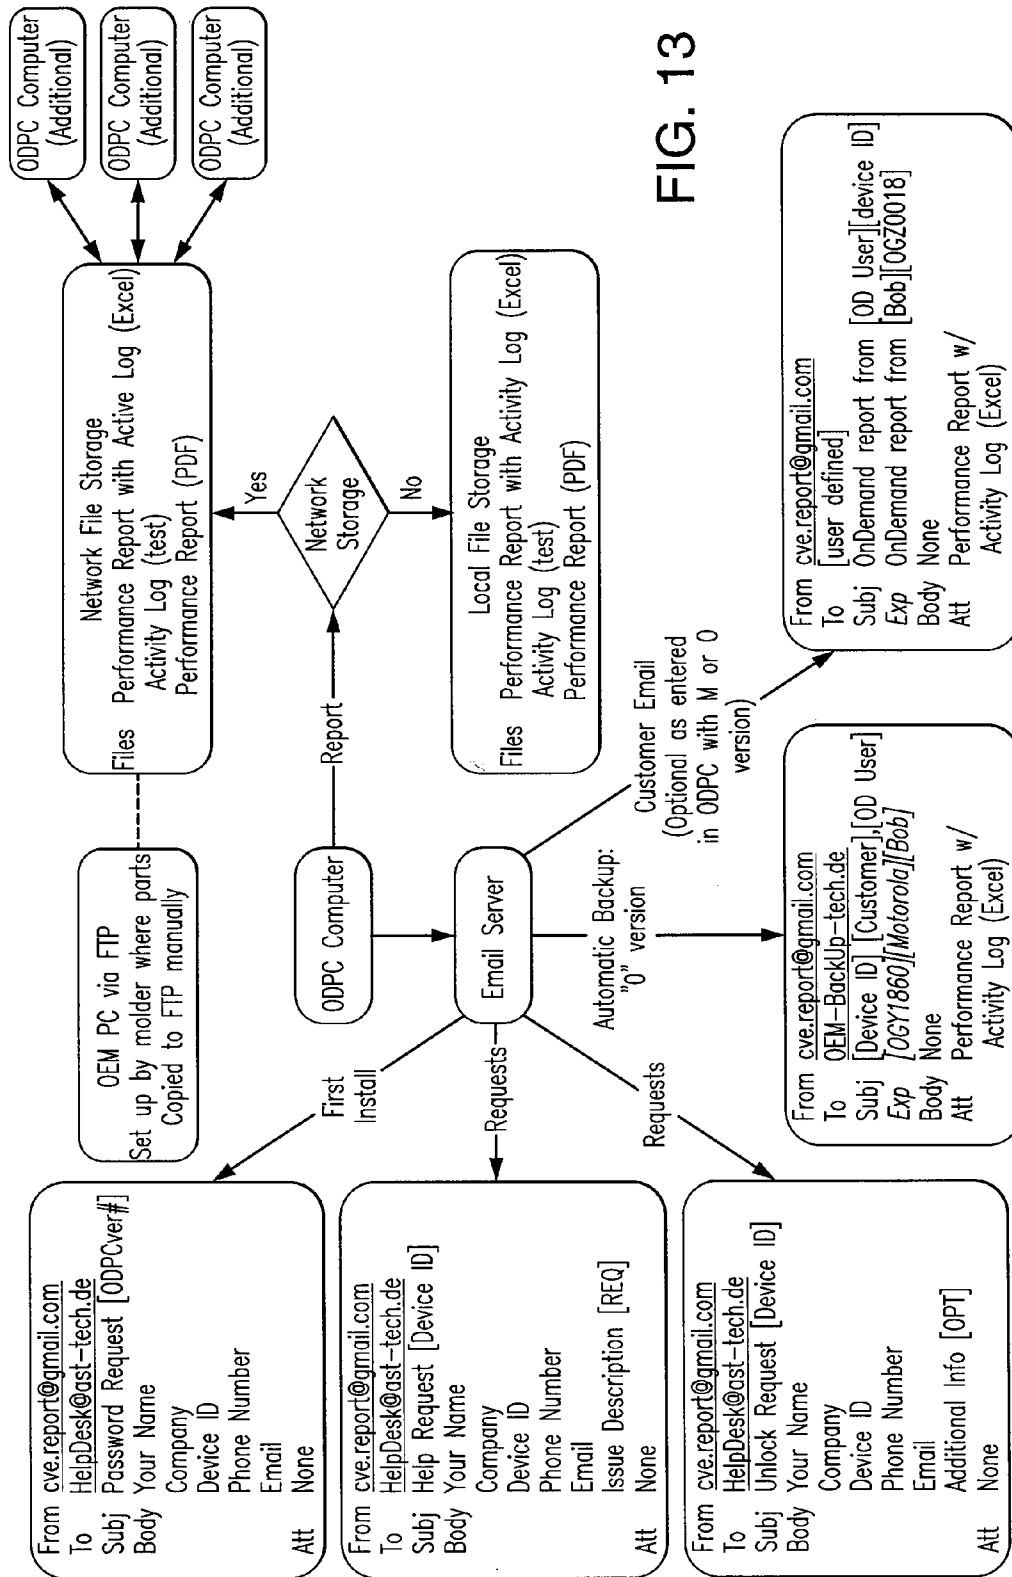 ODPC Computer
(Additional)
ODPC Computer
(Additional)
ODPC Computer
(Additional)
Network File Storage
Files Performance Report with Active Log (Excel)
Activity Log (test)
Performance Report (PDF)
OEM PC via FTP
Set up by molder where parts
Copied to FTP manually
Yes
Network
Storage
No
Report
ODPC Computer
Local File Storage
Files Performance Report with Activity Log (Excel)
Activity Log (test)
Performance Report (PDF)
Email Server
First
Install
Requests
Requests
Automatic Backup:
"0" version
Customer Email
(Optional as entered
in ODPC with M or O
version)
From cve.report@gmail.com
To HelpDesk@ast-tech.de
Subj Password Request [ODPCver#]
Body Your Name
Company
Device ID
Phone Number
Email
Att None
From cve.report@gmail.com
To HelpDesk@ast-tech.de
Subj Help Request [Device ID]
Body Your Name
Company
Device ID
Phone Number
Email
Issue Description [REQ]
Att None
From cve.report@gmail.com
To HelpDesk@ast-tech.de
Subj Unlock Request [Device ID]
Body Your Name
Company
Device ID
Phone Number
Email
Additional Info [OPT]
Att None
From cve.report@gmail.com
To OEM-BackUp-tech.de
Subj [Device ID] [Customer],[OD User]
Exp [OGY1860][Motorola][Bob]
Body None
Att Performance Report w/
Activity Log (Excel)
From cve.report@gmail.com
To [user defined]
Subj OnDemand report from [OD User][device ID]
Exp OnDemand report from [Bob][OGZ0018]
Body None
Att Performance Report w/
Activity Log (Excel)
FIG. 13